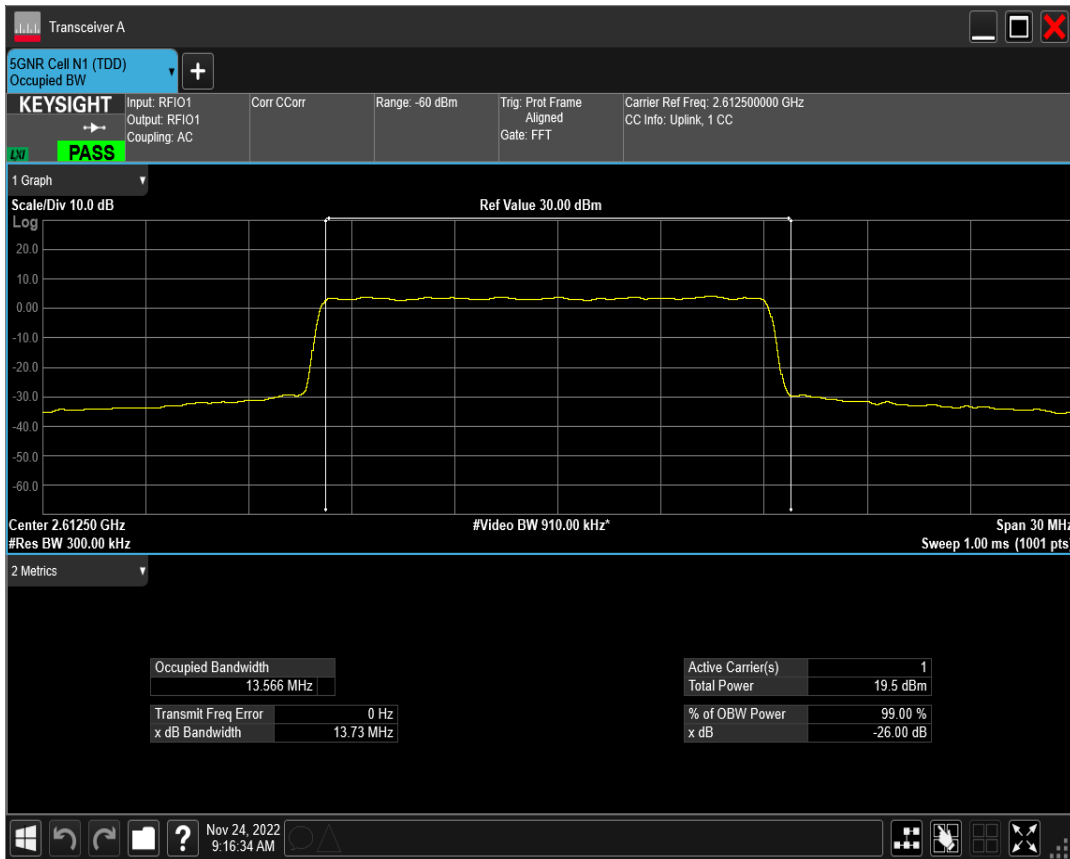 Transceiver A
5GNR Cell N1 (TDD)
Occupied BW
+
KEYSIGHT
LXI
PASS
Input: RFIO1
Output: RFIO1
Coupling: AC
Corr CCorr
Range: -60 dBm
Trig: Prot Frame
Aligned
Gate: FFT
Carrier Ref Freq: 2.612500000 GHz
CC Info: Uplink, 1 CC
1 Graph
Scale/Div 10.0 dB
Ref Value 30.00 dBm
Log
20.0
10.0
0.00
-10.0
-20.0
-30.0
-40.0
-50.0
-60.0
Center 2.61250 GHz
#Video BW 910.00 kHz*
Span 30 MHz
#Res BW 300.00 kHz
Sweep 1.00 ms (1001 pts)
2 Metrics
Occupied Bandwidth
13.566 MHz
Transmit Freq Error 0 Hz
x dB Bandwidth 13.73 MHz
Active Carrier(s) 1
Total Power 19.5 dBm
% of OBW Power 99.00 %
x dB -26.00 dB
?
Nov 24, 2022
9:16:34 AM